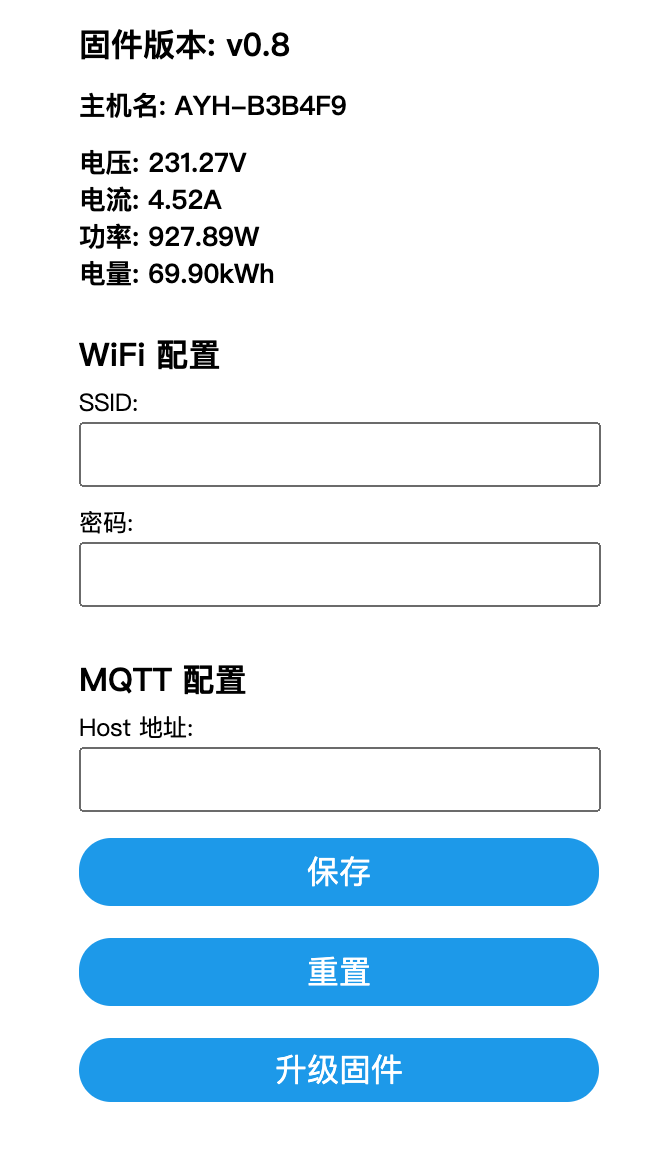 固件版本: v0.8
主机名: AYH-B3B4F9
电压: 231.27V
电流: 4.52A
功率: 927.89W
电量: 69.90kWh
WiFi 配置
SSID:
密码:
MQTT 配置
Host 地址:
保存
重置
升级固件